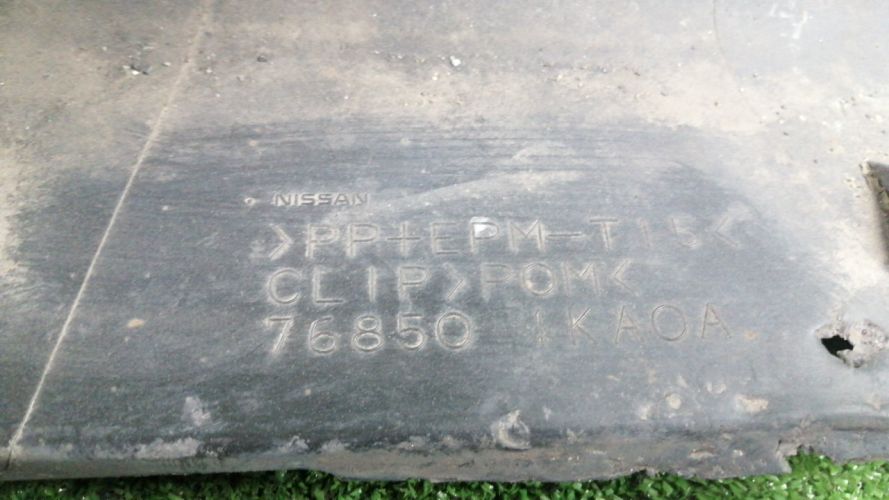 NISSAN
>PP+EPM-T15<
CLIP>POM<
76850 1KA0A